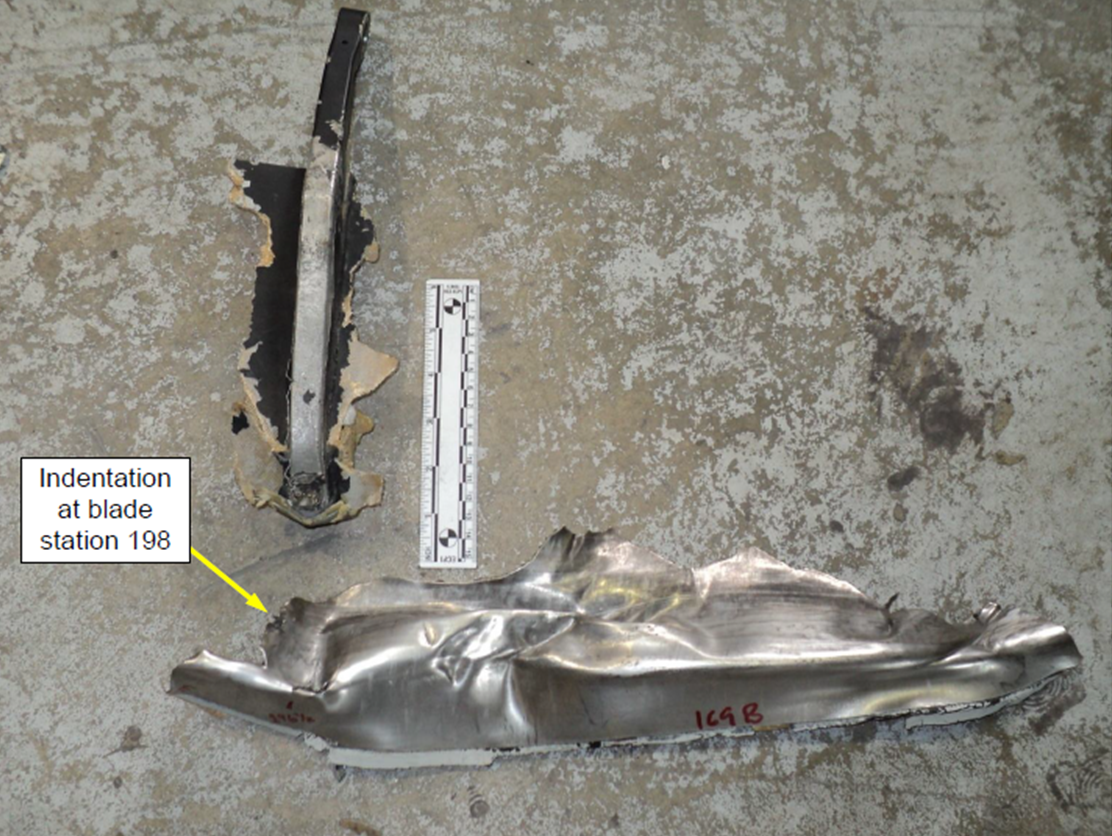 Indentation
at blade
station 198
169B